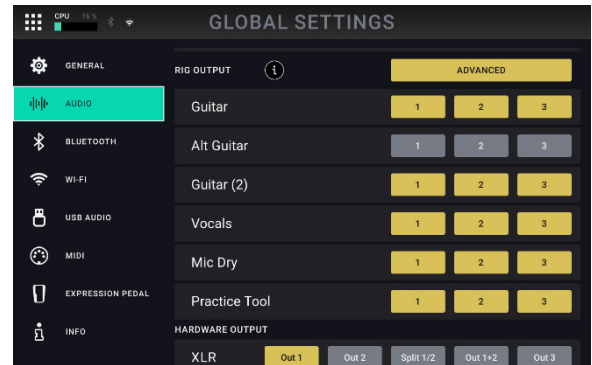 CPU 16% GLOBAL SETTINGS
GENERAL
RIG OUTPUT i ADVANCED
AUDIO
Guitar 1 2 3
BLUETOOTH
Alt Guitar 1 2 3
WI-FI
Guitar (2) 1 2 3
USB AUDIO
Vocals 1 2 3
MIDI
Mic Dry 1 2 3
EXPRESSION PEDAL
Practice Tool 1 2 3
INFO
HARDWARE OUTPUT
XLR Out 1 Out 2 Split 1/2 Out 1+2 Out 3